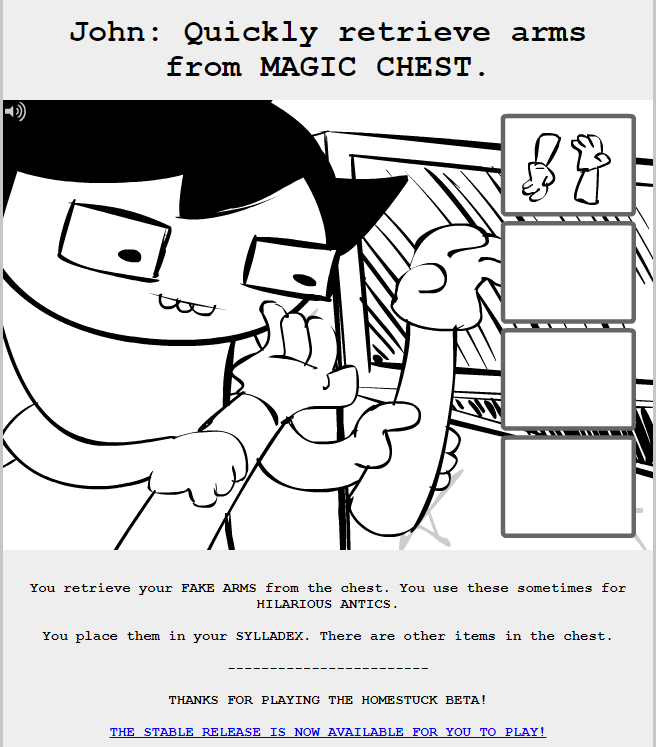 John: Quickly retrieve arms
from MAGIC CHEST.
You retrieve your FAKE ARMS from the chest. You use these sometimes for
HILARIOUS ANTICS.
You place them in your SYLLADEX. There are other items in the chest.
------------------------
THANKS FOR PLAYING THE HOMESTUCK BETA!
THE STABLE RELEASE IS NOW AVAILABLE FOR YOU TO PLAY!